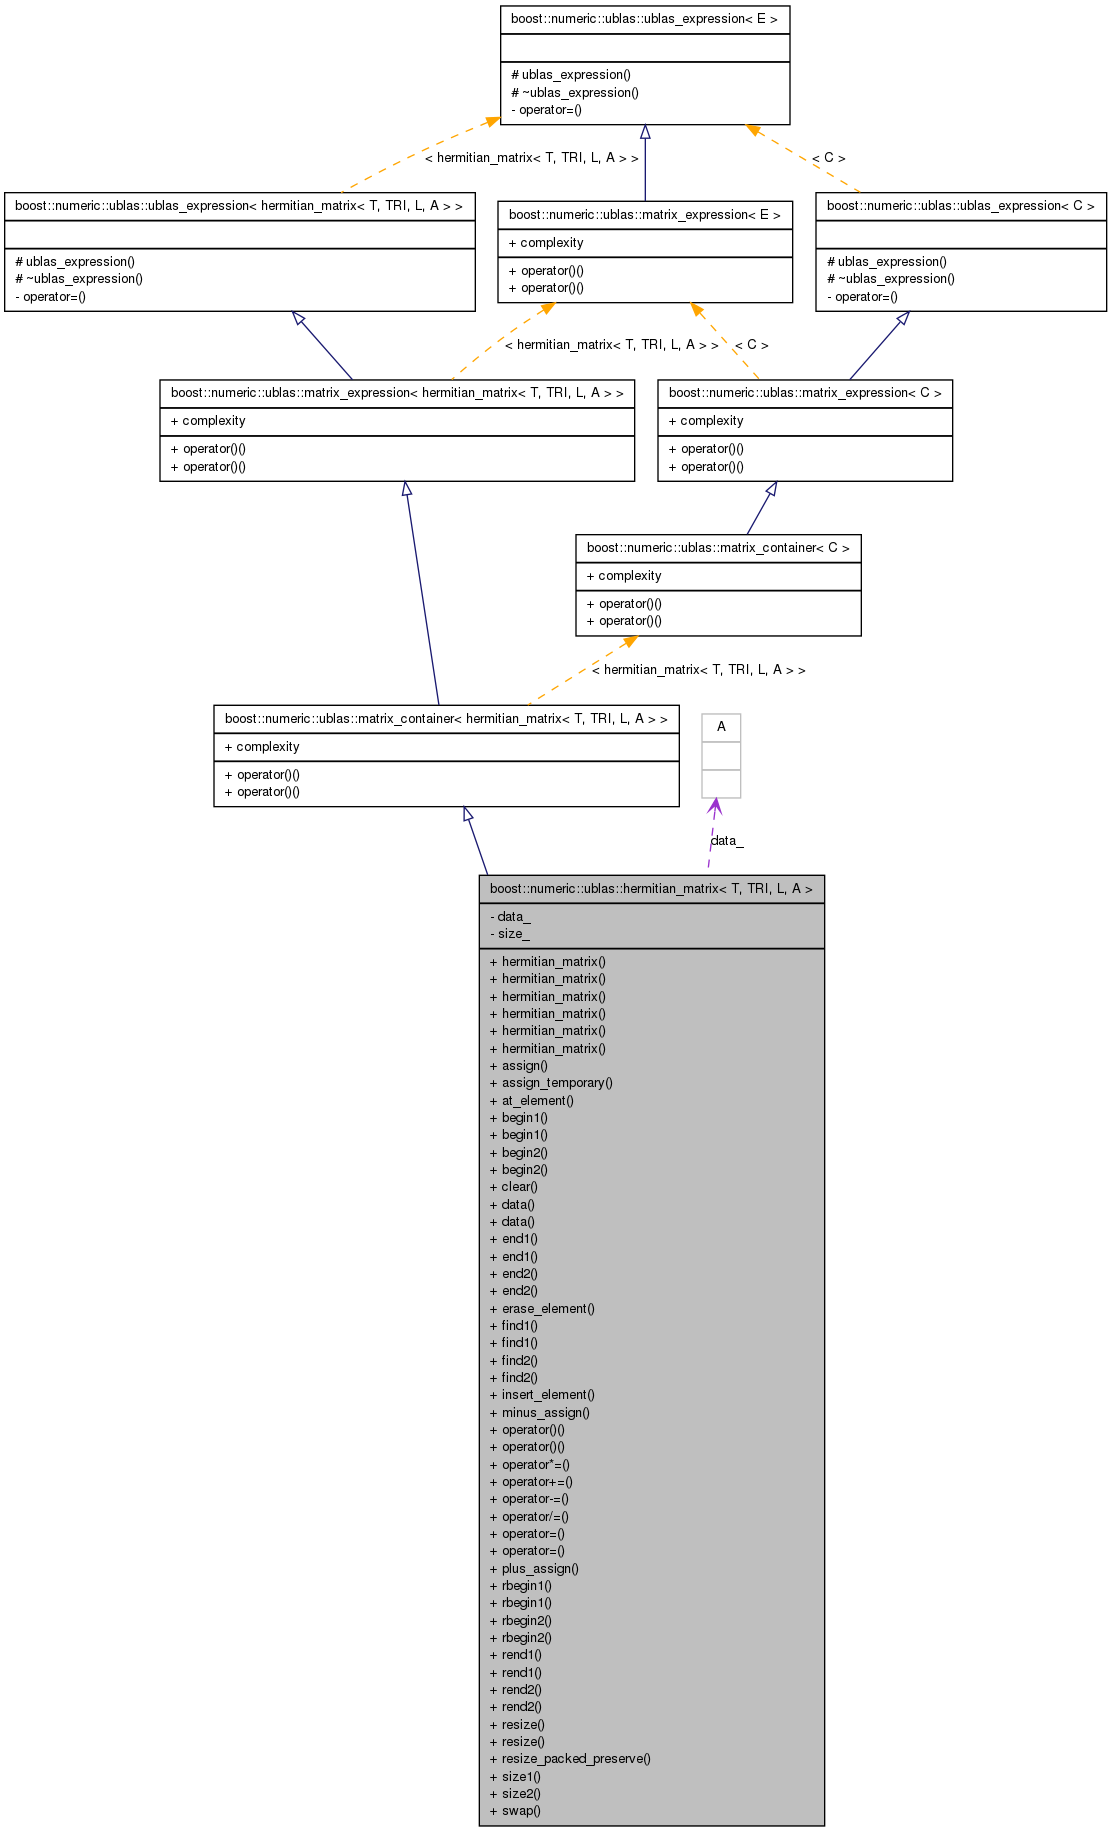 boost::numeric::ublas::ublas_expression< E >
# ublas_expression()
# ~ublas_expression()
- operator=()
< hermitian_matrix< T, TRI, L, A > >
< C >
boost::numeric::ublas::ublas_expression< hermitian_matrix< T, TRI, L, A > >
# ublas_expression()
# ~ublas_expression()
- operator=()
boost::numeric::ublas::matrix_expression< E >
+ complexity
+ operator()()
+ operator()()
boost::numeric::ublas::ublas_expression< C >
# ublas_expression()
# ~ublas_expression()
- operator=()
< hermitian_matrix< T, TRI, L, A > >
< C >
boost::numeric::ublas::matrix_expression< hermitian_matrix< T, TRI, L, A > >
+ complexity
+ operator()()
+ operator()()
boost::numeric::ublas::matrix_expression< C >
+ complexity
+ operator()()
+ operator()()
boost::numeric::ublas::matrix_container< C >
+ complexity
+ operator()()
+ operator()()
< hermitian_matrix< T, TRI, L, A > >
boost::numeric::ublas::matrix_container< hermitian_matrix< T, TRI, L, A > >
+ complexity
+ operator()()
+ operator()()
A
data_
boost::numeric::ublas::hermitian_matrix< T, TRI, L, A >
- data_
- size_
+ hermitian_matrix()
+ hermitian_matrix()
+ hermitian_matrix()
+ hermitian_matrix()
+ hermitian_matrix()
+ hermitian_matrix()
+ assign()
+ assign_temporary()
+ at_element()
+ begin1()
+ begin1()
+ begin2()
+ begin2()
+ clear()
+ data()
+ data()
+ end1()
+ end1()
+ end2()
+ end2()
+ erase_element()
+ find1()
+ find1()
+ find2()
+ find2()
+ insert_element()
+ minus_assign()
+ operator()()
+ operator()()
+ operator*=()
+ operator+=()
+ operator-=()
+ operator/=()
+ operator=()
+ operator=()
+ plus_assign()
+ rbegin1()
+ rbegin1()
+ rbegin2()
+ rbegin2()
+ rend1()
+ rend1()
+ rend2()
+ rend2()
+ resize()
+ resize()
+ resize_packed_preserve()
+ size1()
+ size2()
+ swap()